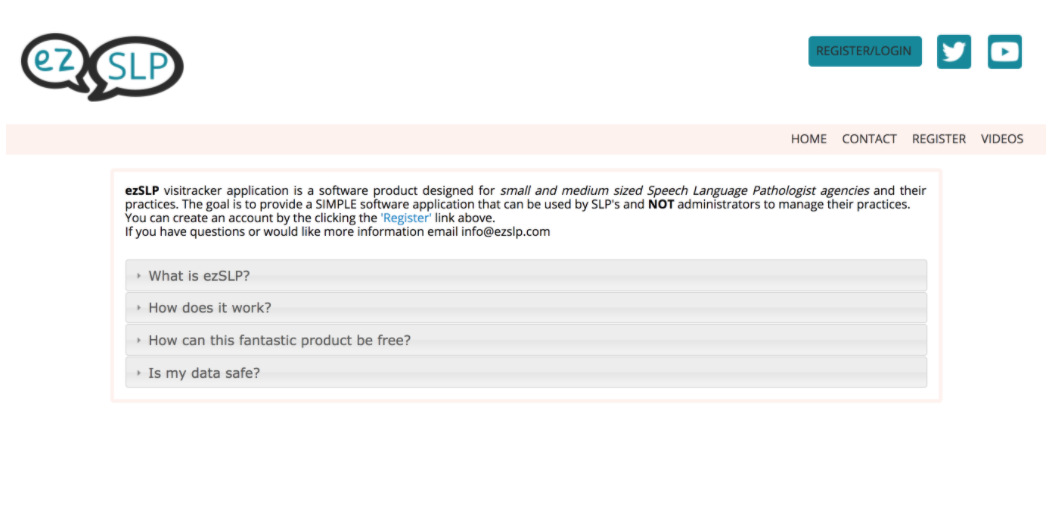 ez SLP
REGISTER/LOGIN
HOME CONTACT REGISTER VIDEOS
ezSLP visitracker application is a software product designed for small and medium sized Speech Language Pathologist agencies and their
practices. The goal is to provide a SIMPLE software application that can be used by SLP's and NOT administrators to manage their practices.
You can create an account by the clicking the 'Register' link above.
If you have questions or would like more information email info@ezslp.com
What is ezSLP?
How does it work?
How can this fantastic product be free?
Is my data safe?